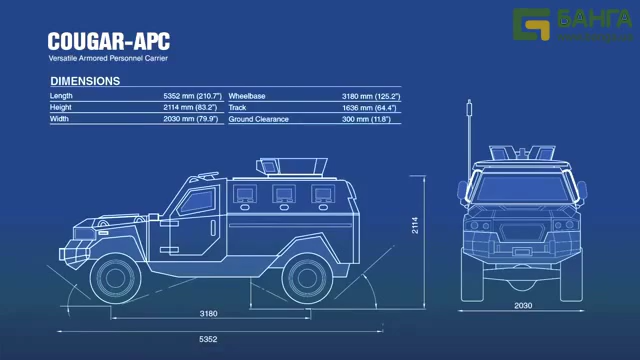 БАНГА
COUGAR-APC
Versatile Armored Personnel Carrier
DIMENSIONS
Length 5352 mm (210.7") Wheelbase 3180 mm (125.2")
Height 2114 mm (83.2") Track 1636 mm (64.4")
Width 2030 mm (79.9") Ground Clearance 300 mm (11.8")
2114
3180
2030
5352